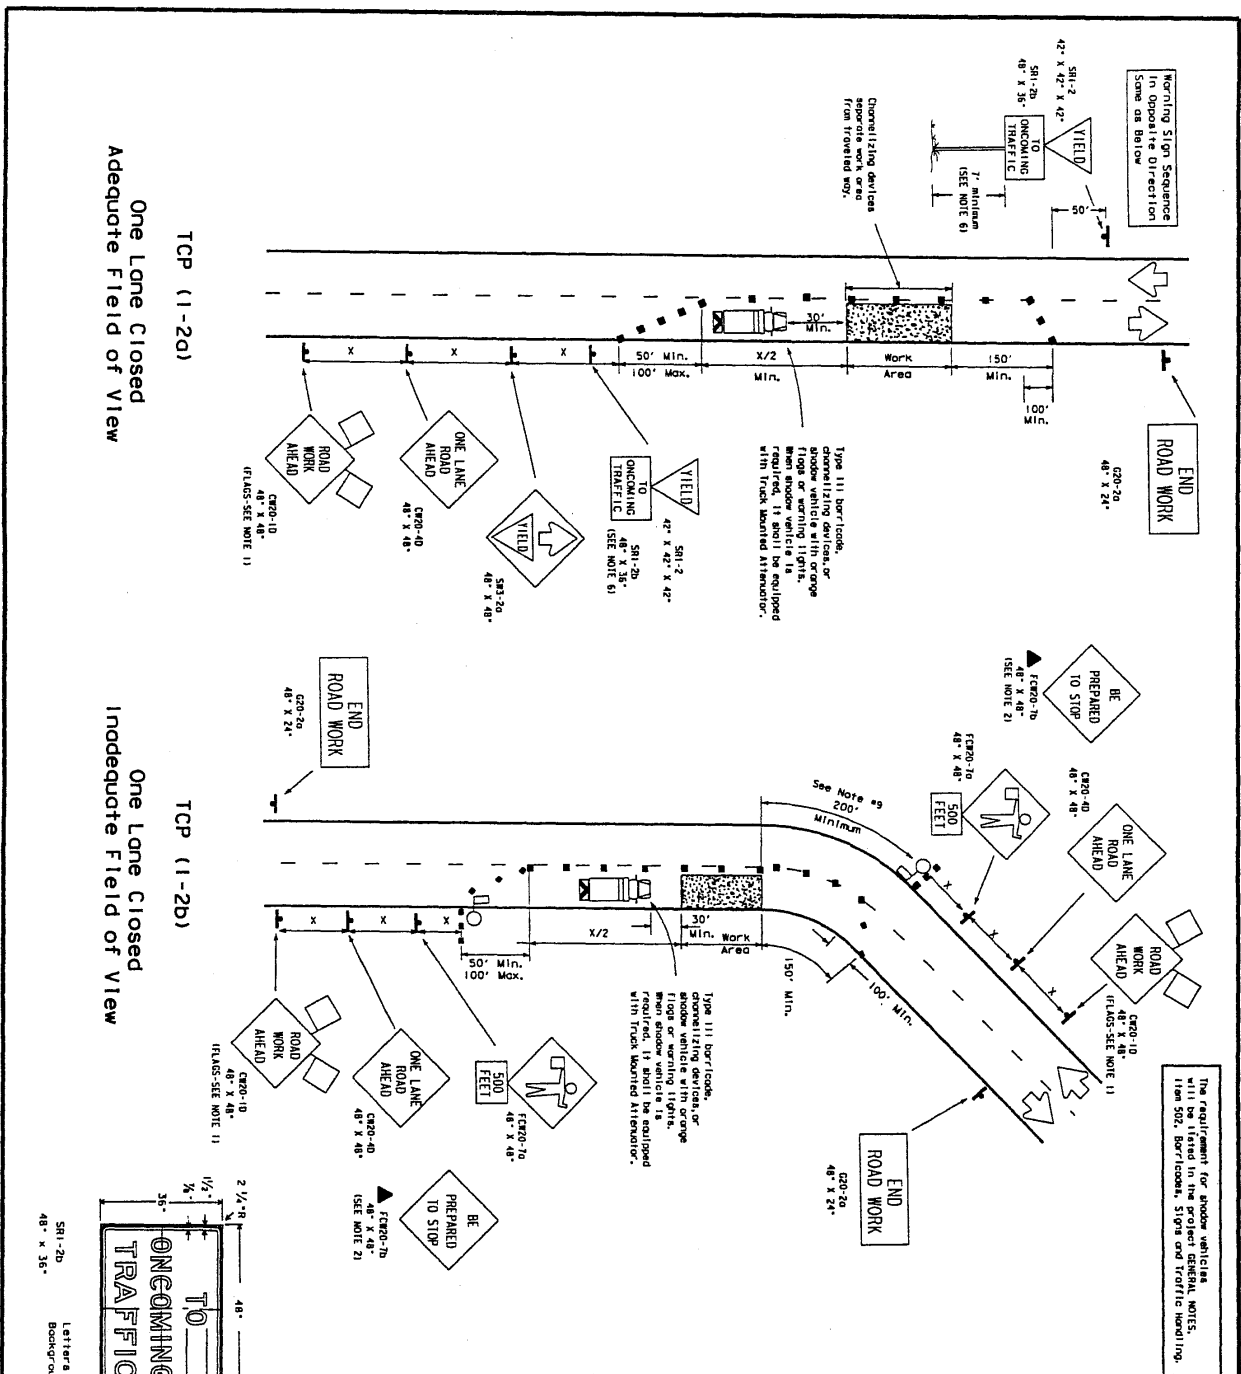 Warning Sign Sequence
In Opposite Direction
Same as Below
SR1-2
42" X 42" X 42"
SR1-2b
48" X 36"
YIELD
TO
ONCOMING
TRAFFIC
7' minimum
(SEE NOTE 6)
50'
Channelizing devices
separate work area
from traveled way.
30'
Min.
X
X
X
50' Min.
100' Max.
X/2
Min.
Work
Area
150'
Min.
100'
Min.
END
ROAD WORK
G20-2a
48" X 24"
Type III barricade,
channelizing devices, or
shadow vehicle with orange
flags or warning lights.
When shadow vehicle is
required, it shall be equipped
with Truck Mounted Attenuator.
YIELD
TO
ONCOMING
TRAFFIC
SR1-2
42" X 42" X 42"
SR1-2b
48" X 36"
(SEE NOTE 6)
YIELD
SW3-2a
48" X 48"
ONE LANE
ROAD
AHEAD
CW20-4D
48" X 48"
ROAD
WORK
AHEAD
CW20-1D
48" X 48"
(FLAGS-SEE NOTE 1)
TCP (1-2a)
One Lane Closed
Adequate Field of View
BE
PREPARED
TO STOP
FCW20-7b
48" X 48"
(SEE NOTE 2)
FCW20-7a
48" X 48"
500
FEET
CW20-4D
48" X 48"
ONE LANE
ROAD
AHEAD
ROAD
WORK
AHEAD
CW20-1D
48" X 48"
(FLAGS-SEE NOTE 1)
See Note #9
200'
Minimum
X
X
X
END
ROAD WORK
G20-2a
48" X 24"
X
X
X
50' Min.
100' Max.
X/2
30'
Min.
Work
Area
150' Min.
100' Min.
Type III barricade,
channelizing devices, or
shadow vehicle with orange
flags or warning lights.
When shadow vehicle is
required, it shall be equipped
with Truck Mounted Attenuator.
END
ROAD WORK
G20-2a
48" X 24"
500
FEET
FCW20-7a
48" X 48"
ONE LANE
ROAD
AHEAD
CW20-4D
48" X 48"
ROAD
WORK
AHEAD
CW20-1D
48" X 48"
(FLAGS-SEE NOTE 1)
BE
PREPARED
TO STOP
FCW20-7b
48" X 48"
(SEE NOTE 2)
TCP (1-2b)
One Lane Closed
Inadequate Field of View
The requirement for shadow vehicles
will be listed in the project GENERAL NOTES,
Item 502, Barricades, Signs and Traffic Handling.
2 1/4"R
1/2"
7/8"
36"
48"
TO
ONCOMING
TRAFFIC
SR1-2b
48" x 36"
Letters